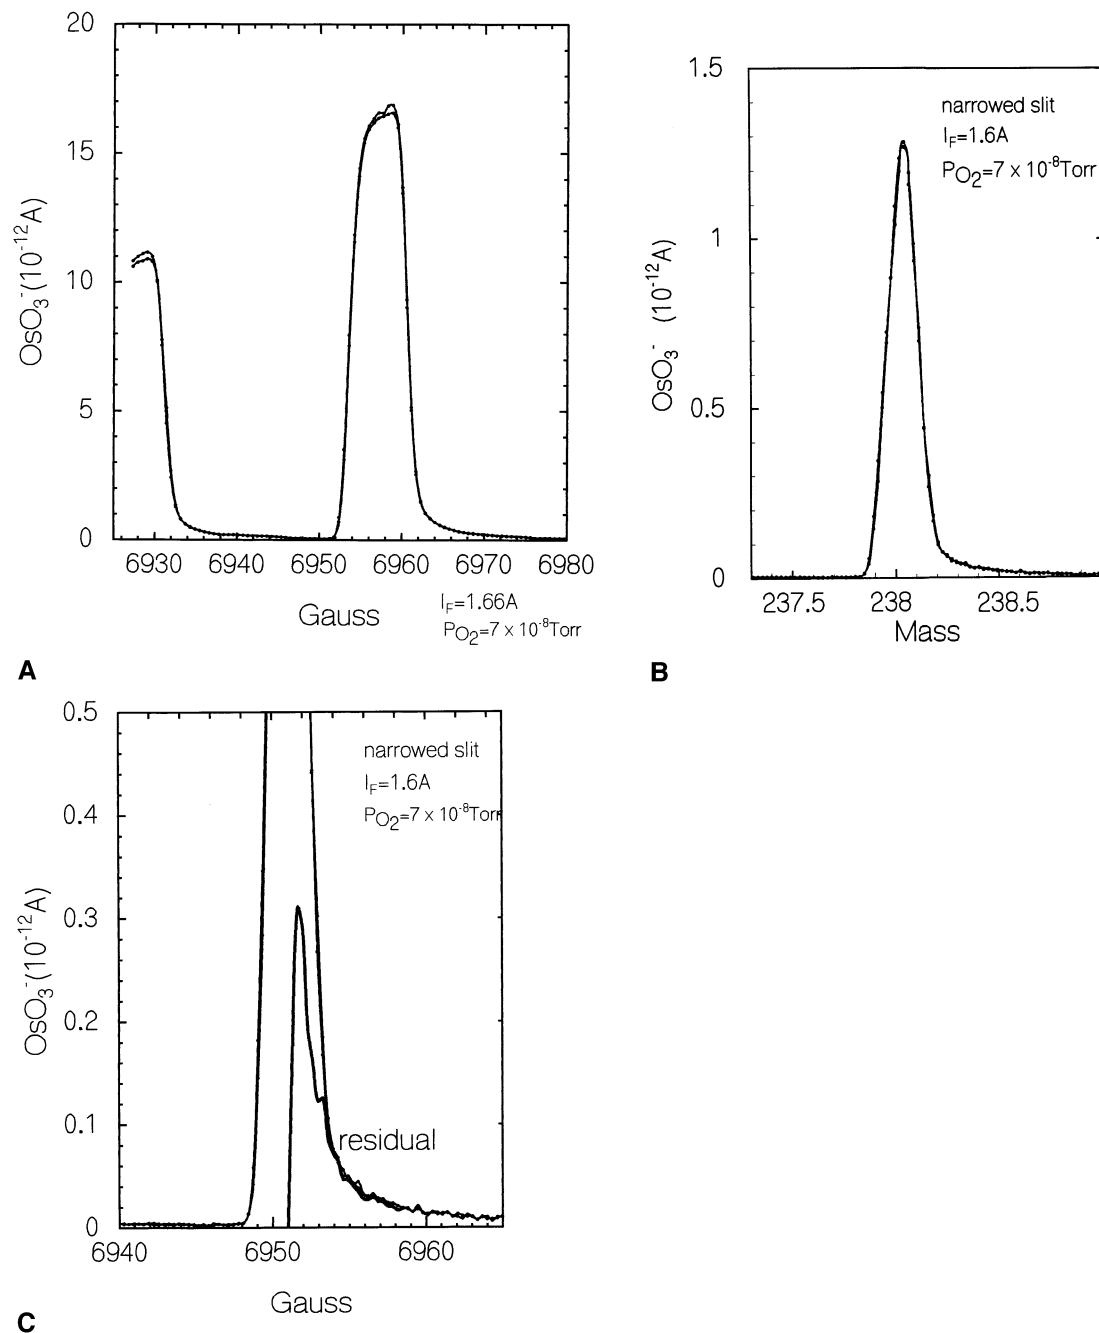 20
15
10
5
0
OsO3-(10-12A)
6930 6940 6950 6960 6970 6980
Gauss
IF=1.66A
PO2=7 x 10-8Torr
A
1.5
1
0.5
0
OsO3- (10-12A)
narrowed slit
IF=1.6A
PO2=7 x 10-8Torr
237.5 238 238.5
Mass
B
0.5
0.4
0.3
0.2
0.1
0
OsO3-(10-12A)
narrowed slit
IF=1.6A
PO2=7 x 10-8Torr
residual
6940 6950 6960
Gauss
C